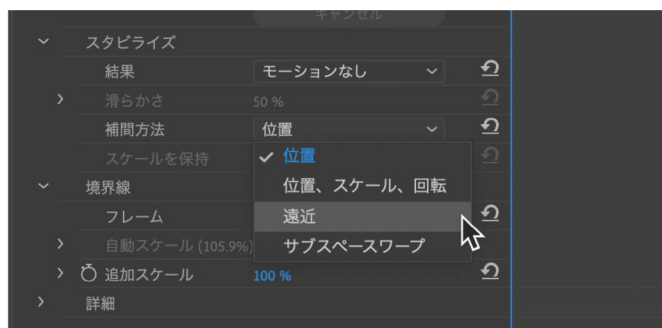 キャンセル
スタビライズ
結果 モーションなし
滑らかさ 50 %
補間方法 位置
スケールを保持 位置
境界線 位置、スケール、回転
フレーム 遠近
自動スケール (105.9%) サブスペースワープ
追加スケール 100 %
詳細